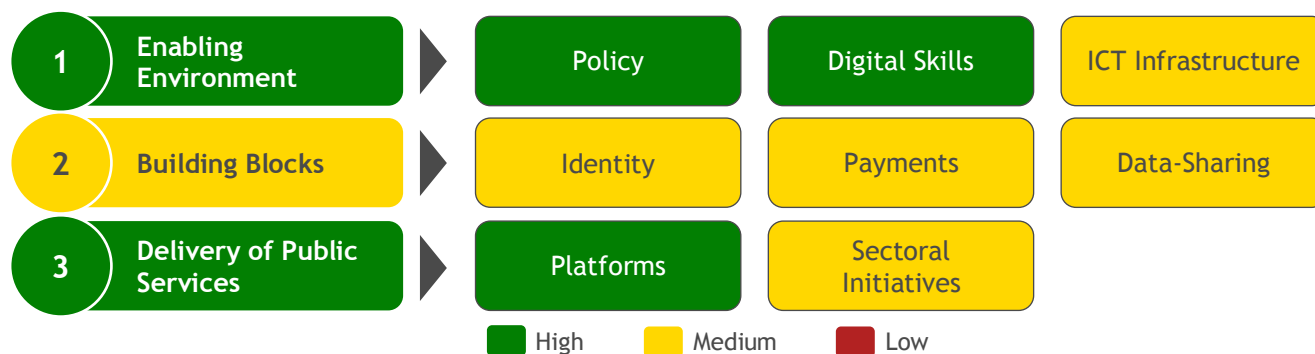 1
Enabling
Environment
Policy
Digital Skills
ICT Infrastructure
2
Building Blocks
Identity
Payments
Data-Sharing
3
Delivery of Public
Services
Platforms
Sectoral
Initiatives
High
Medium
Low